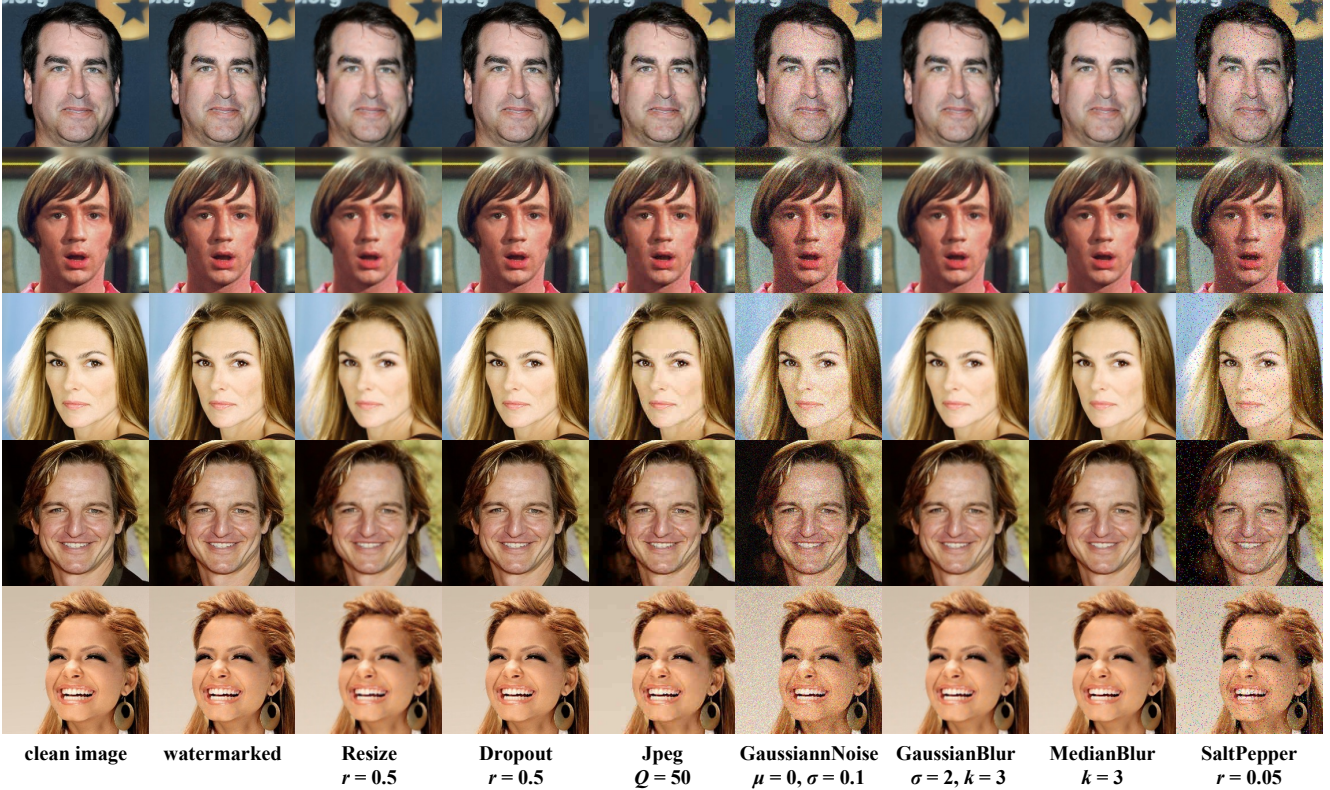 clean image
watermarked
Resize
r = 0.5
Dropout
r = 0.5
Jpeg
Q = 50
GaussiannNoise
μ = 0, σ = 0.1
GaussianBlur
σ = 2, k = 3
MedianBlur
k = 3
SaltPepper
r = 0.05